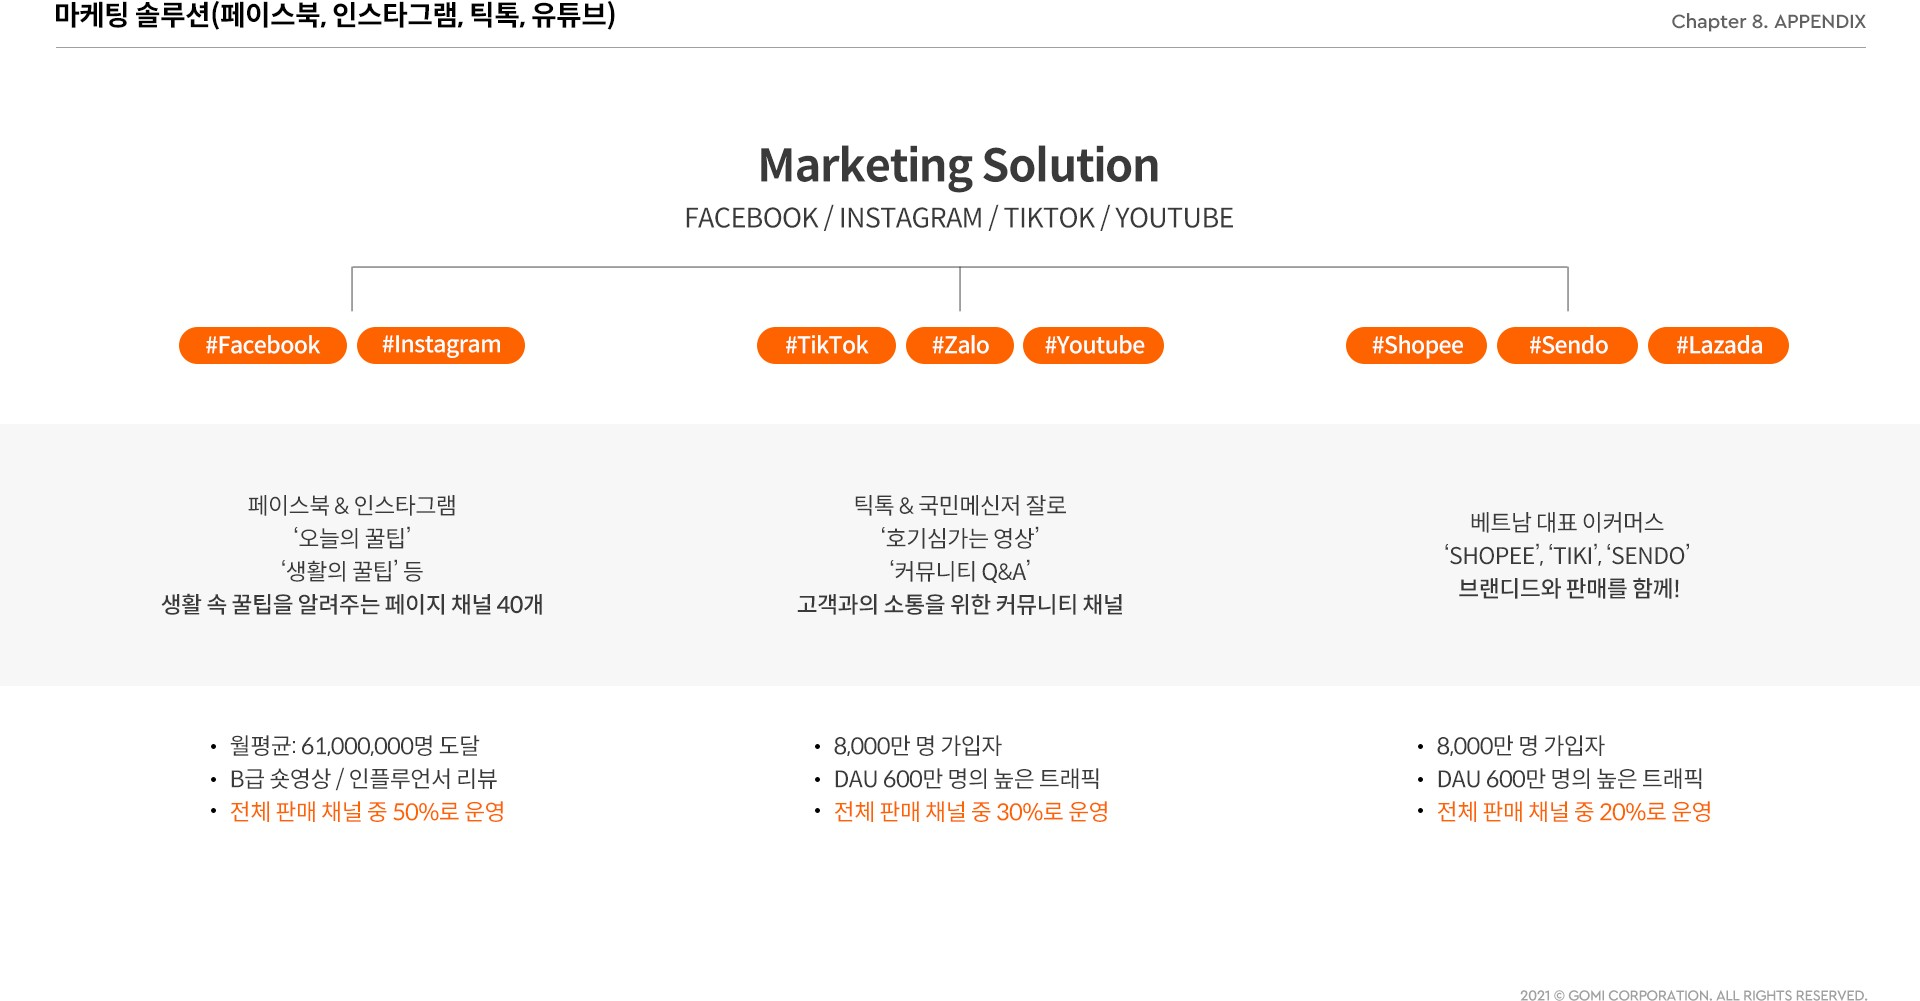 마케팅 솔루션(페이스북, 인스타그램, 틱톡, 유튜브)
Chapter 8. APPENDIX
Marketing Solution
FACEBOOK / INSTAGRAM / TIKTOK / YOUTUBE
#Facebook #Instagram
#TikTok #Zalo #Youtube
#Shopee #Sendo #Lazada
페이스북 & 인스타그램
‘오늘의 꿀팁’
‘생활의 꿀팁’ 등
생활 속 꿀팁을 알려주는 페이지 채널 40개
틱톡 & 국민메신저 잘로
‘호기심가는 영상’
‘커뮤니티 Q&A’
고객과의 소통을 위한 커뮤니티 채널
베트남 대표 이커머스
‘SHOPEE’, ‘TIKI’, ‘SENDO’
브랜디드와 판매를 함께!
• 월평균: 61,000,000명 도달
• B급 숏영상 / 인플루언서 리뷰
• 전체 판매 채널 중 50%로 운영
• 8,000만 명 가입자
• DAU 600만 명의 높은 트래픽
• 전체 판매 채널 중 30%로 운영
• 8,000만 명 가입자
• DAU 600만 명의 높은 트래픽
• 전체 판매 채널 중 20%로 운영
2021 © GOMI CORPORATION. ALL RIGHTS RESERVED.